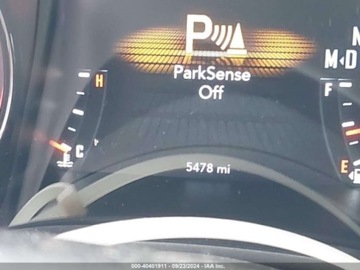 P
N
M D
ParkSense
Off
H
F
C
E
5478 mi
000-40401911 - 09/23/2024 - IAA Inc.